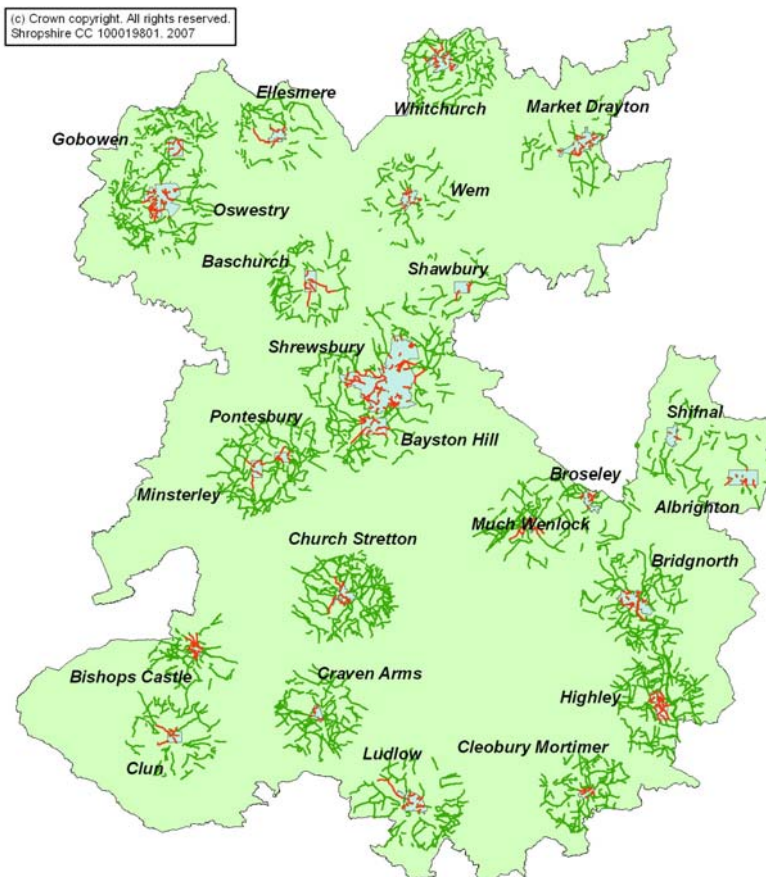 (c) Crown copyright. All rights reserved.
Shropshire CC 100019801. 2007
Ellesmere
Whitchurch
Market Drayton
Gobowen
Wem
Oswestry
Baschurch
Shawbury
Shrewsbury
Shifnal
Pontesbury
Bayston Hill
Broseley
Minsterley
Albrighton
Much Wenlock
Church Stretton
Bridgnorth
Bishops Castle
Craven Arms
Highley
Ludlow
Cleobury Mortimer
Clun